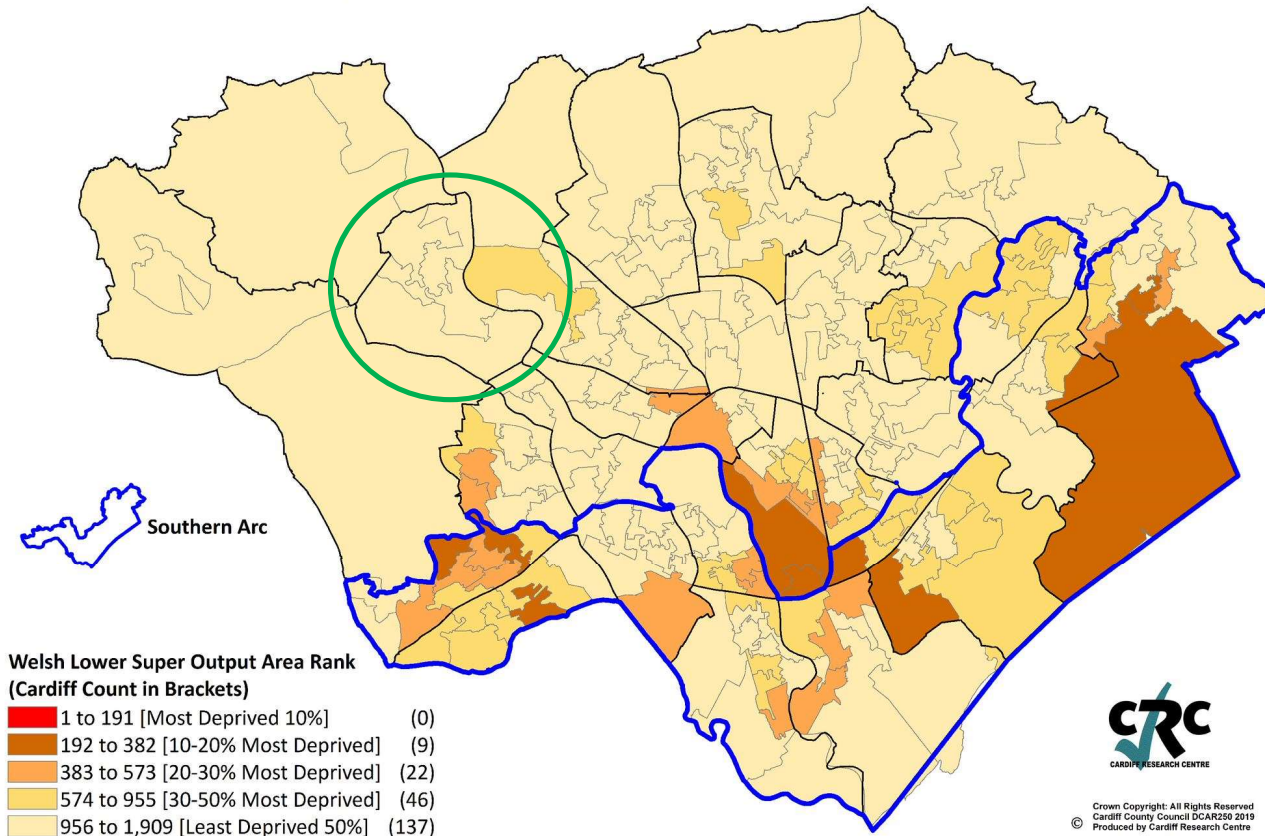 Southern Arc
Welsh Lower Super Output Area Rank
(Cardiff Count in Brackets)
1 to 191 [Most Deprived 10%] (0)
192 to 382 [10-20% Most Deprived] (9)
383 to 573 [20-30% Most Deprived] (22)
574 to 955 [30-50% Most Deprived] (46)
956 to 1,909 [Least Deprived 50%] (137)
CRC
CARDIFF RESEARCH CENTRE
Crown Copyright: All Rights Reserved
Cardiff County Council DCAR250 2019
© Produced by Cardiff Research Centre